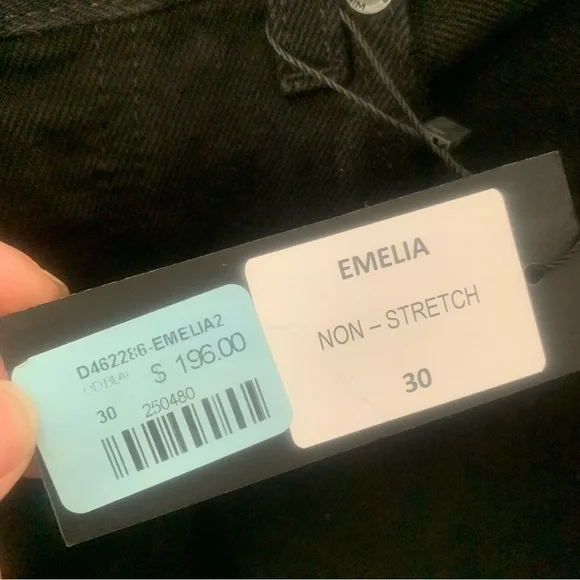 D462286-EMELIA2
$ 196.00
30 250480
EMELIA
NON – STRETCH
30